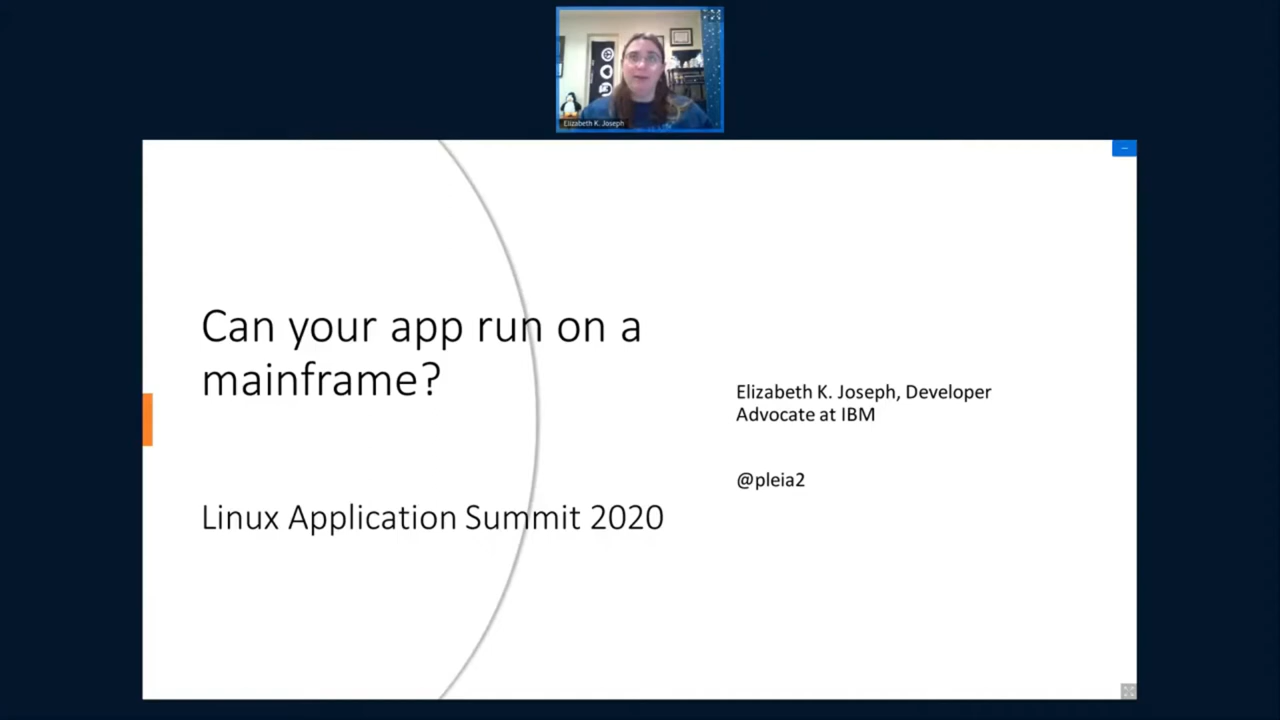 Elizabeth K. Joseph
Can your app run on a
mainframe?
Linux Application Summit 2020
Elizabeth K. Joseph, Developer
Advocate at IBM
@pleia2